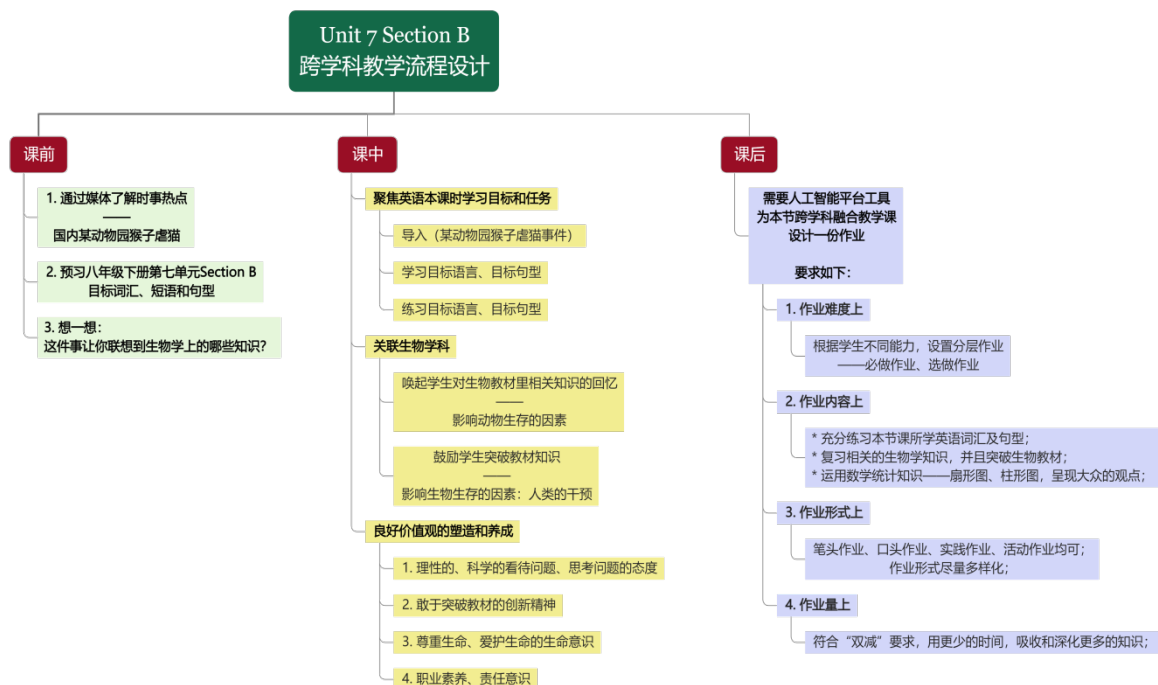 Unit 7 Section B
跨学科教学流程设计
课前
1. 通过媒体了解时事热点
——
国内某动物园猴子虐猫
2. 预习八年级下册第七单元Section B
目标词汇、短语和句型
3. 想一想：
这件事让你联想到生物学上的哪些知识？
课中
聚焦英语本课时学习目标和任务
导入（某动物园猴子虐猫事件）
学习目标语言、目标句型
练习目标语言、目标句型
关联生物学科
唤起学生对生物教材里相关知识的回忆
——
影响动物生存的因素
鼓励学生突破教材知识
——
影响生物生存的因素：人类的干预
良好价值观的塑造和养成
1. 理性的、科学的看待问题、思考问题的态度
2. 敢于突破教材的创新精神
3. 尊重生命、爱护生命的生命意识
4. 职业素养、责任意识
课后
需要人工智能平台工具
为本节跨学科融合教学课
设计一份作业
要求如下：
1. 作业难度上
根据学生不同能力，设置分层作业
——必做作业、选做作业
2. 作业内容上
* 充分练习本节课所学英语词汇及句型；
* 复习相关的生物学知识，并且突破生物教材；
* 运用数学统计知识——扇形图、柱形图，呈现大众的观点；
3. 作业形式上
笔头作业、口头作业、实践作业、活动作业均可；
作业形式尽量多样化；
4. 作业量上
符合“双减”要求，用更少的时间，吸收和深化更多的知识；